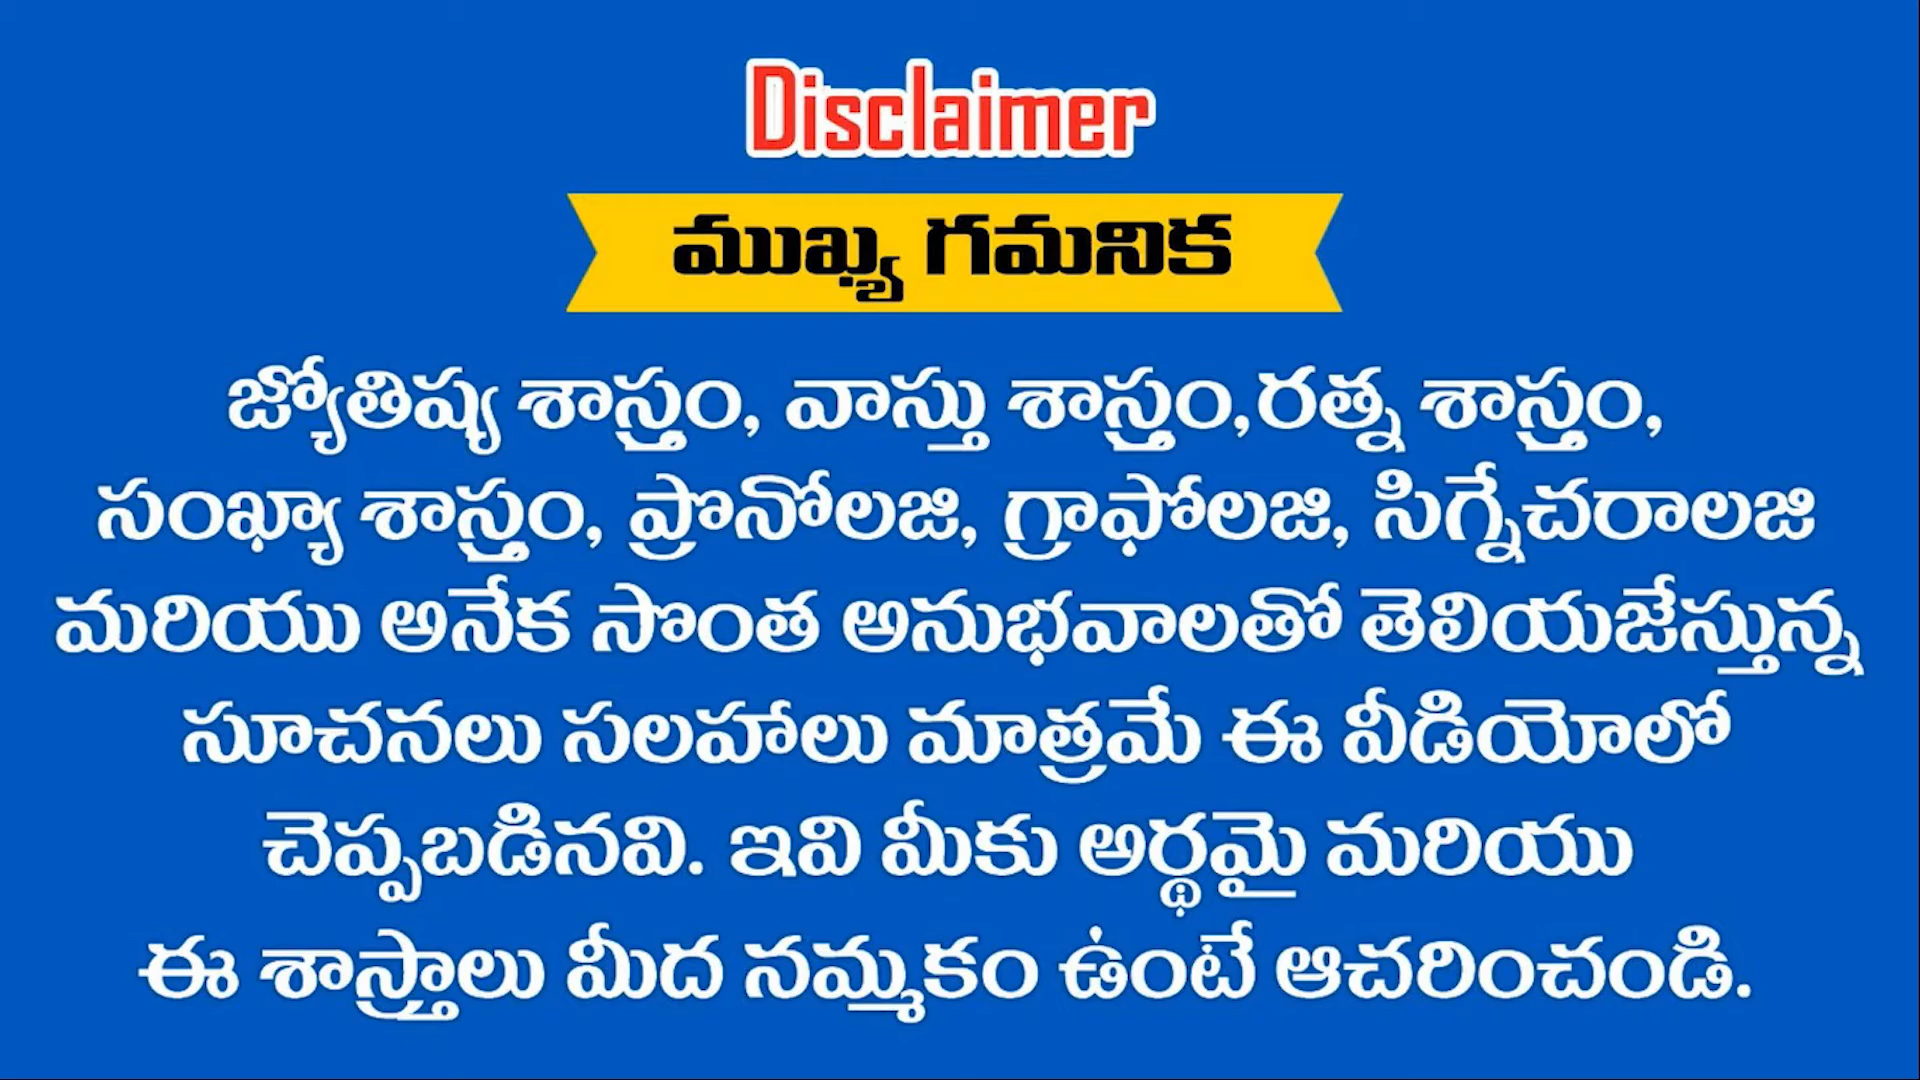 Disclaimer
ముఖ్య గమనిక
జ్యోతిష్య శాస్త్రం, వాస్తు శాస్త్రం,రత్న శాస్త్రం,
సంఖ్యా శాస్త్రం, ప్రొనోలజి, గ్రాఫోలజి, సిగ్నేచరాలజి
మరియు అనేక సొంత అనుభవాలతో తెలియజేస్తున్న
సూచనలు సలహాలు మాత్రమే ఈ వీడియోలో
చెప్పబడినవి. ఇవి మీకు అర్థమై మరియు
ఈ శాస్త్రాలు మీద నమ్మకం ఉంటే ఆచరించండి.